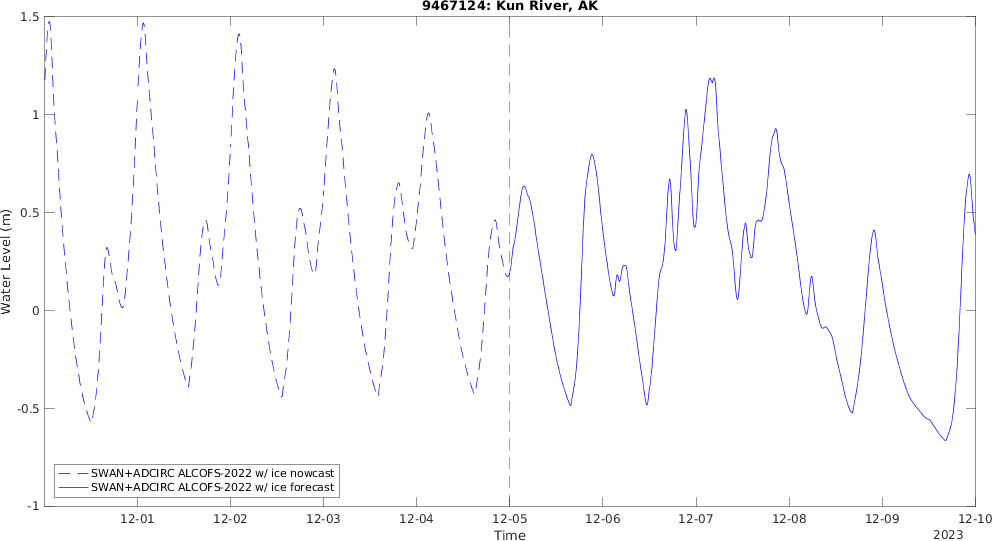 9467124: Kun River, AK
1.5
1
0.5
0
-0.5
-1
Water Level (m)
SWAN+ADCIRC ALCOFS-2022 w/ ice nowcast
SWAN+ADCIRC ALCOFS-2022 w/ ice forecast
12-01 12-02 12-03 12-04 12-05 12-06 12-07 12-08 12-09 12-10
Time
2023